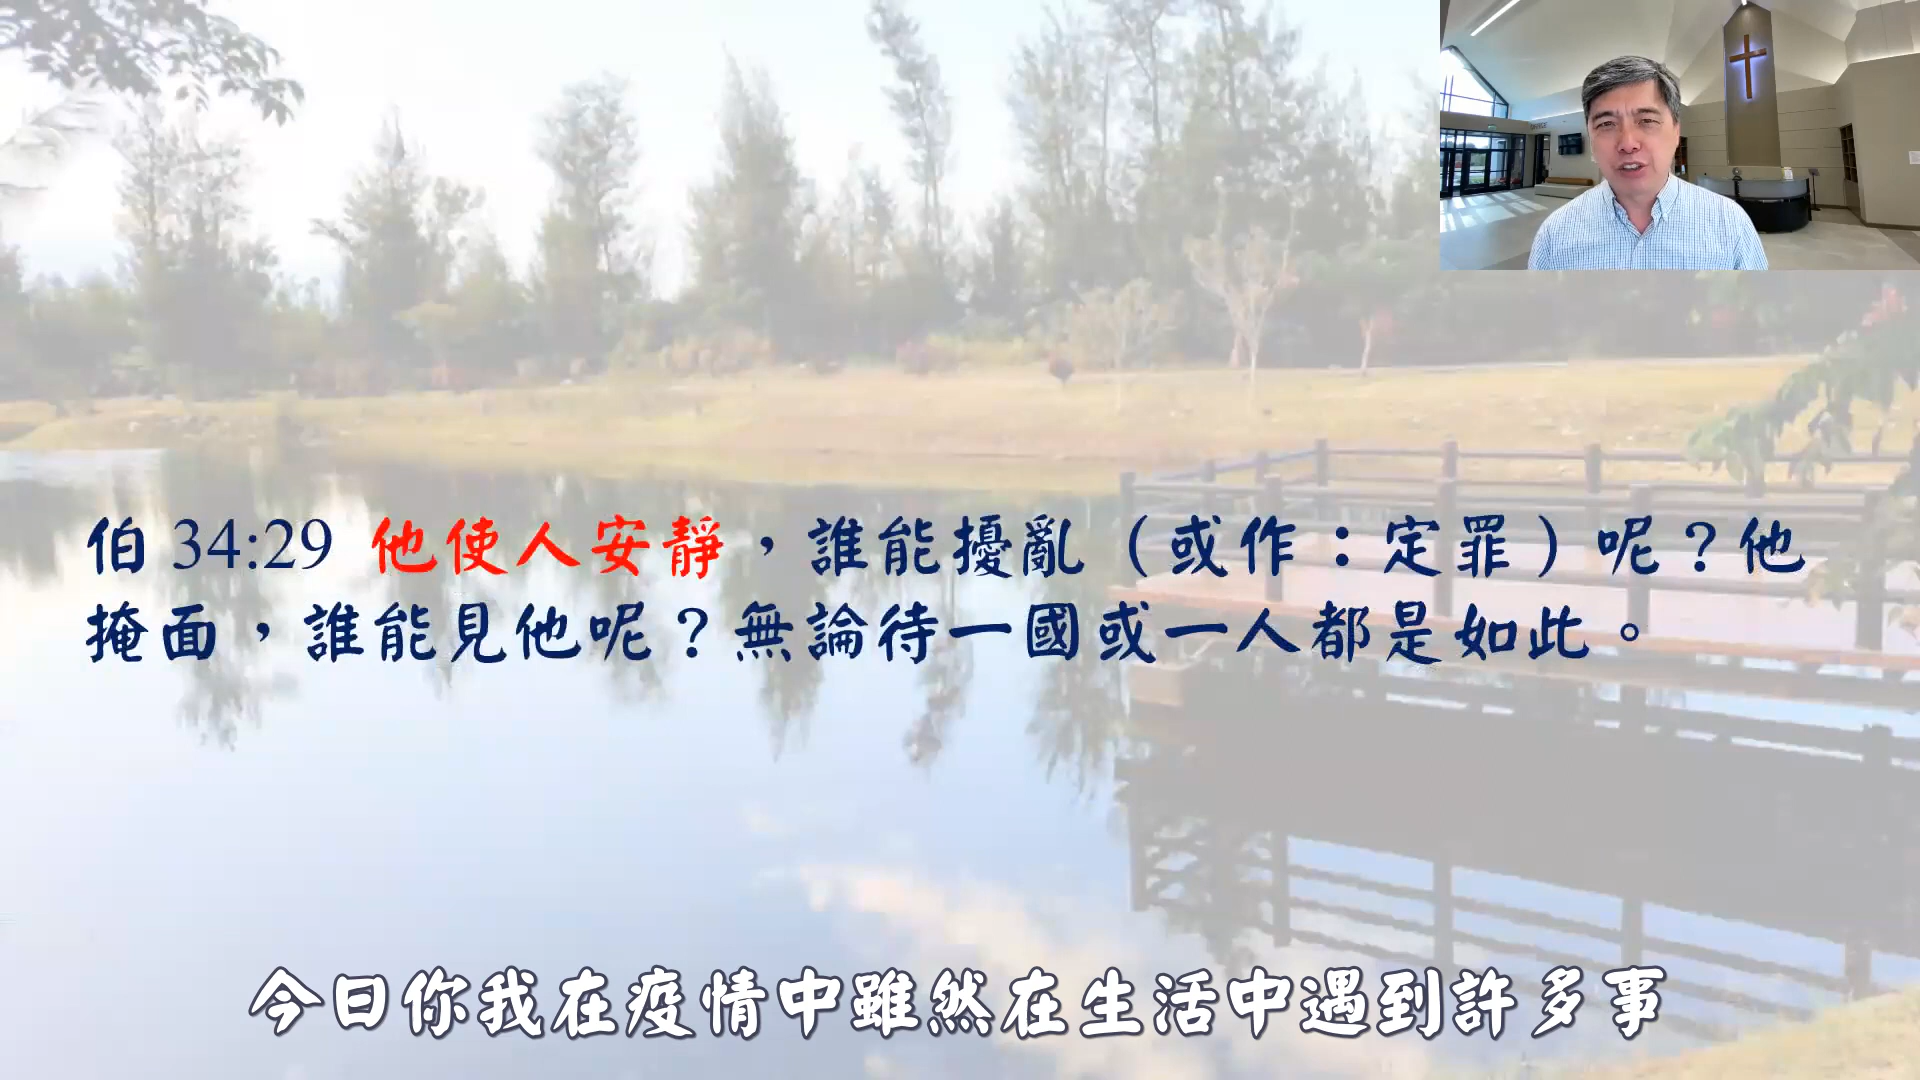 伯 34:29 他使人安靜，誰能擾亂（或作：定罪）呢？他
掩面，誰能見他呢？無論待一國或一人都是如此。
今日你我在疫情中雖然在生活中遇到許多事